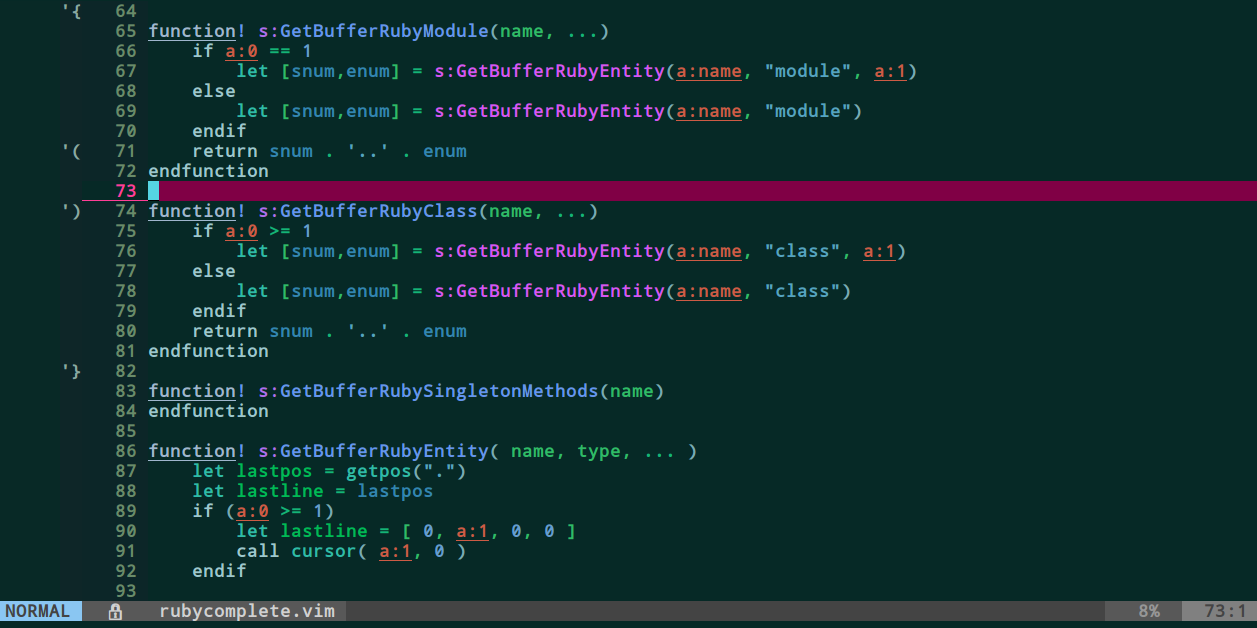 '{ 64
65 function! s:GetBufferRubyModule(name, ...)
66     if a:0 == 1
67         let [snum,enum] = s:GetBufferRubyEntity(a:name, "module", a:1)
68     else
69         let [snum,enum] = s:GetBufferRubyEntity(a:name, "module")
70     endif
'( 71     return snum . '..' . enum
72 endfunction
73
') 74 function! s:GetBufferRubyClass(name, ...)
75     if a:0 >= 1
76         let [snum,enum] = s:GetBufferRubyEntity(a:name, "class", a:1)
77     else
78         let [snum,enum] = s:GetBufferRubyEntity(a:name, "class")
79     endif
80     return snum . '..' . enum
81 endfunction
'} 82
83 function! s:GetBufferRubySingletonMethods(name)
84 endfunction
85
86 function! s:GetBufferRubyEntity( name, type, ... )
87     let lastpos = getpos(".")
88     let lastline = lastpos
89     if (a:0 >= 1)
90         let lastline = [ 0, a:1, 0, 0 ]
91         call cursor( a:1, 0 )
92     endif
93
NORMAL rubycomplete.vim 8% 73:1